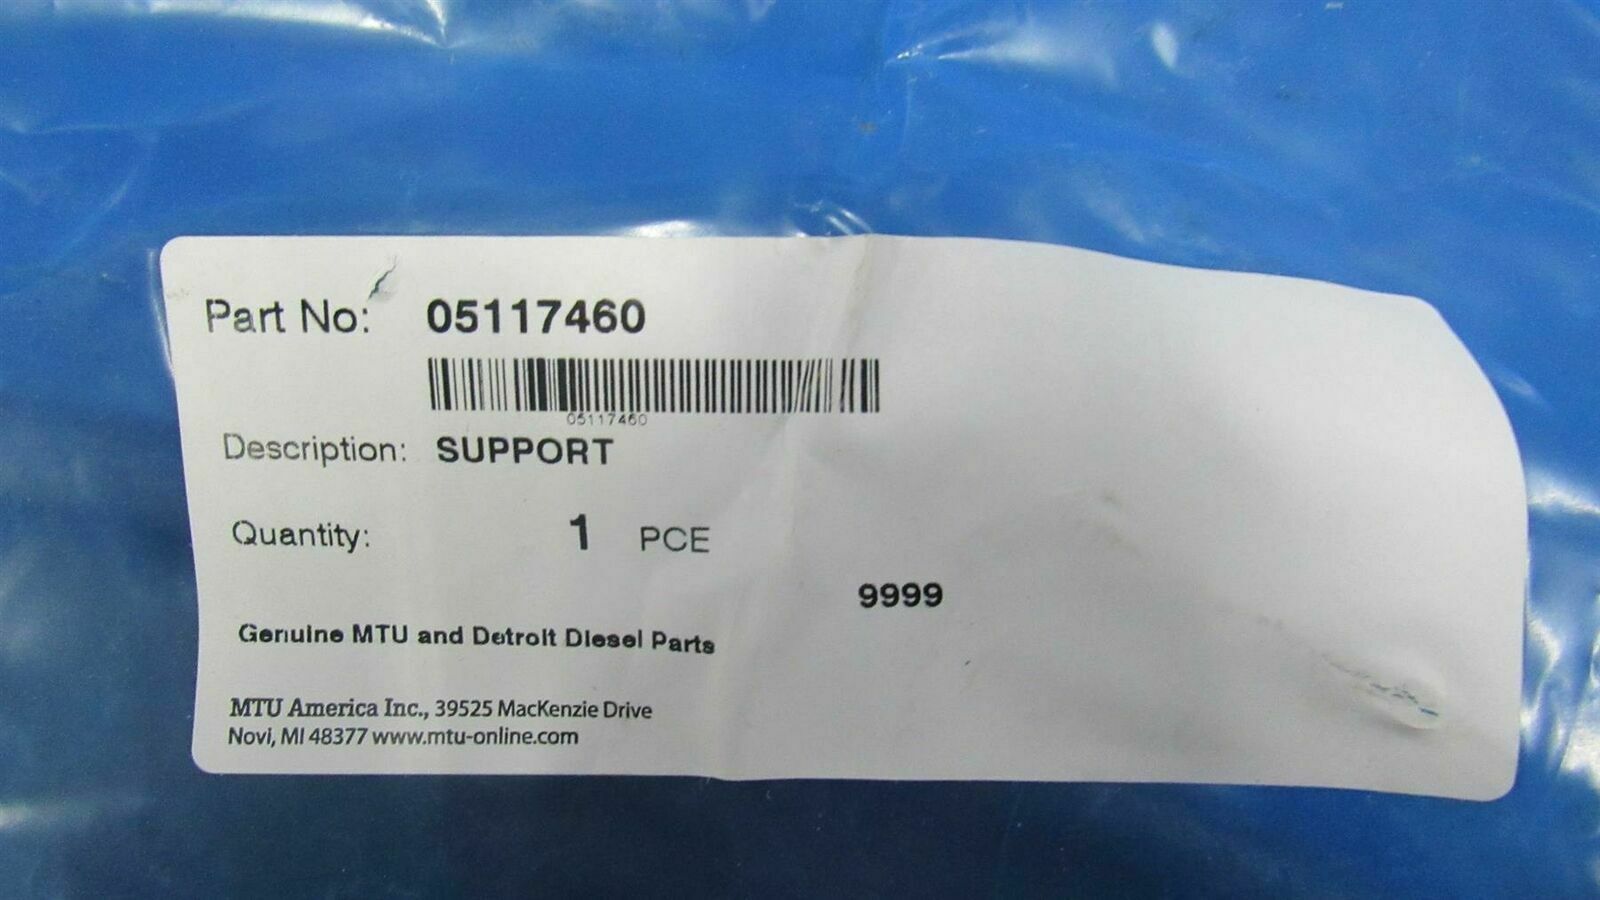 Part No: 05117460
05117460
Description: SUPPORT
Quantity: 1 PCE
9999
Genuine MTU and Detroit Diesel Parts
MTU America Inc., 39525 MacKenzie Drive
Novi, MI 48377 www.mtu-online.com